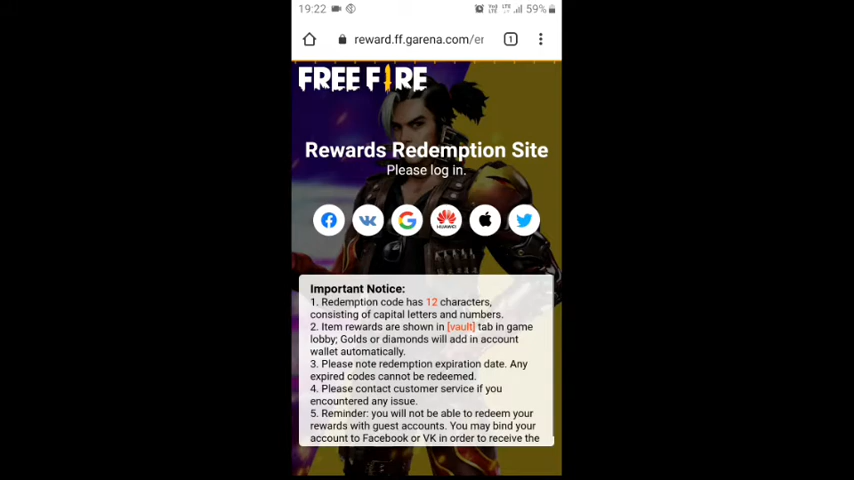 19:22 59%
reward.ff.garena.com/er 1
FREE FIRE
Rewards Redemption Site
Please log in.
HUAWEI
Important Notice:
1. Redemption code has 12 characters,
consisting of capital letters and numbers.
2. Item rewards are shown in [vault] tab in game
lobby; Golds or diamonds will add in account
wallet automatically.
3. Please note redemption expiration date. Any
expired codes cannot be redeemed.
4. Please contact customer service if you
encountered any issue.
5. Reminder: you will not be able to redeem your
rewards with guest accounts. You may bind your
account to Facebook or VK in order to receive the